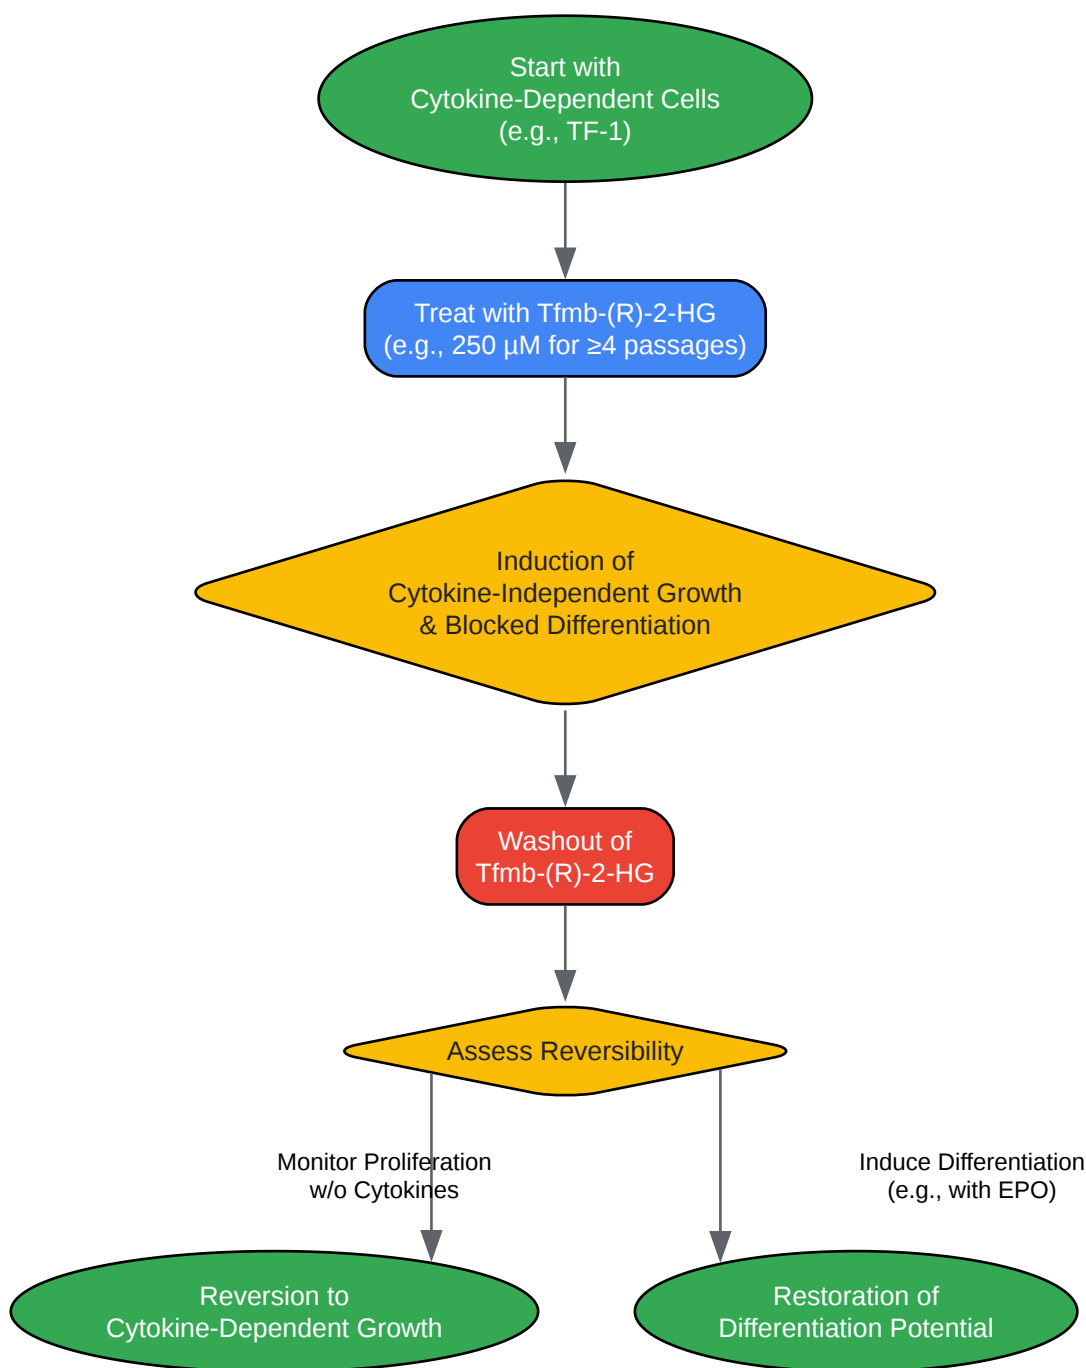 Start with
Cytokine-Dependent Cells
(e.g., TF-1)
Treat with Tfmb-(R)-2-HG
(e.g., 250 µM for ≥4 passages)
Induction of
Cytokine-Independent Growth
& Blocked Differentiation
Washout of
Tfmb-(R)-2-HG
Assess Reversibility
Monitor Proliferation
w/o Cytokines
Induce Differentiation
(e.g., with EPO)
Reversion to
Cytokine-Dependent Growth
Restoration of
Differentiation Potential